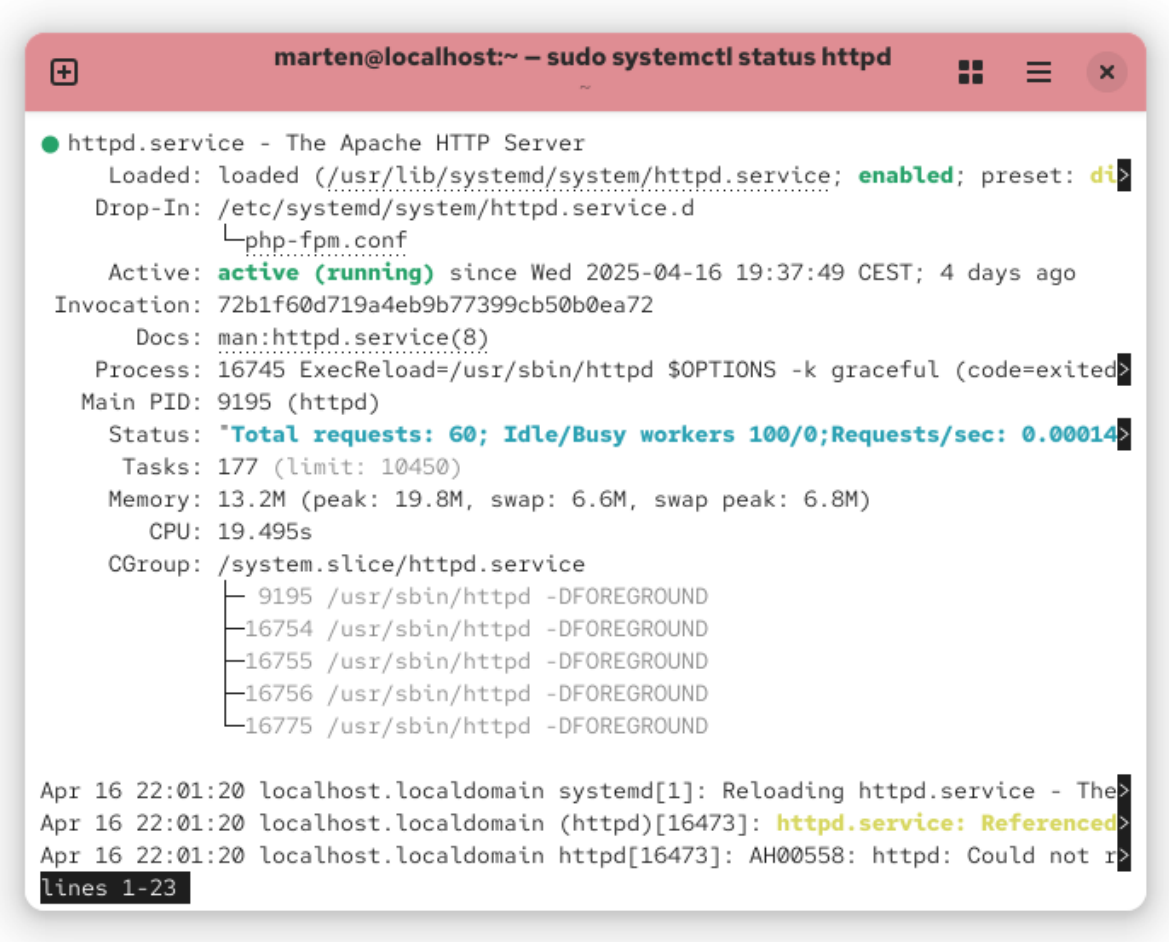 marten@localhost:~ — sudo systemctl status httpd
~
● httpd.service - The Apache HTTP Server
     Loaded: loaded (/usr/lib/systemd/system/httpd.service; enabled; preset: di>
    Drop-In: /etc/systemd/system/httpd.service.d
             └─php-fpm.conf
     Active: active (running) since Wed 2025-04-16 19:37:49 CEST; 4 days ago
 Invocation: 72b1f60d719a4eb9b77399cb50b0ea72
       Docs: man:httpd.service(8)
    Process: 16745 ExecReload=/usr/sbin/httpd $OPTIONS -k graceful (code=exited>
   Main PID: 9195 (httpd)
     Status: "Total requests: 60; Idle/Busy workers 100/0;Requests/sec: 0.00014>
      Tasks: 177 (limit: 10450)
     Memory: 13.2M (peak: 19.8M, swap: 6.6M, swap peak: 6.8M)
        CPU: 19.495s
     CGroup: /system.slice/httpd.service
             ├─ 9195 /usr/sbin/httpd -DFOREGROUND
             ├─16754 /usr/sbin/httpd -DFOREGROUND
             ├─16755 /usr/sbin/httpd -DFOREGROUND
             ├─16756 /usr/sbin/httpd -DFOREGROUND
             └─16775 /usr/sbin/httpd -DFOREGROUND

Apr 16 22:01:20 localhost.localdomain systemd[1]: Reloading httpd.service - The>
Apr 16 22:01:20 localhost.localdomain (httpd)[16473]: httpd.service: Referenced>
Apr 16 22:01:20 localhost.localdomain httpd[16473]: AH00558: httpd: Could not r>
lines 1-23